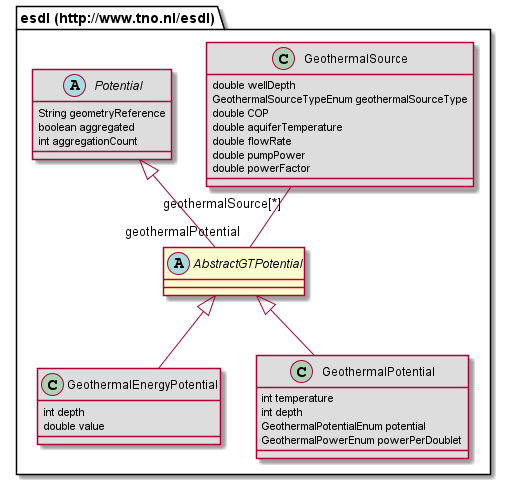 esdl (http://www.tno.nl/esdl)
A Potential
String geometryReference
boolean aggregated
int aggregationCount
C GeothermalSource
double wellDepth
GeothermalSourceTypeEnum geothermalSourceType
double COP
double aquiferTemperature
double flowRate
double pumpPower
double powerFactor
geothermalSource[*]
geothermalPotential
A AbstractGTPotential
C GeothermalEnergyPotential
int depth
double value
C GeothermalPotential
int temperature
int depth
GeothermalPotentialEnum potential
GeothermalPowerEnum powerPerDoublet